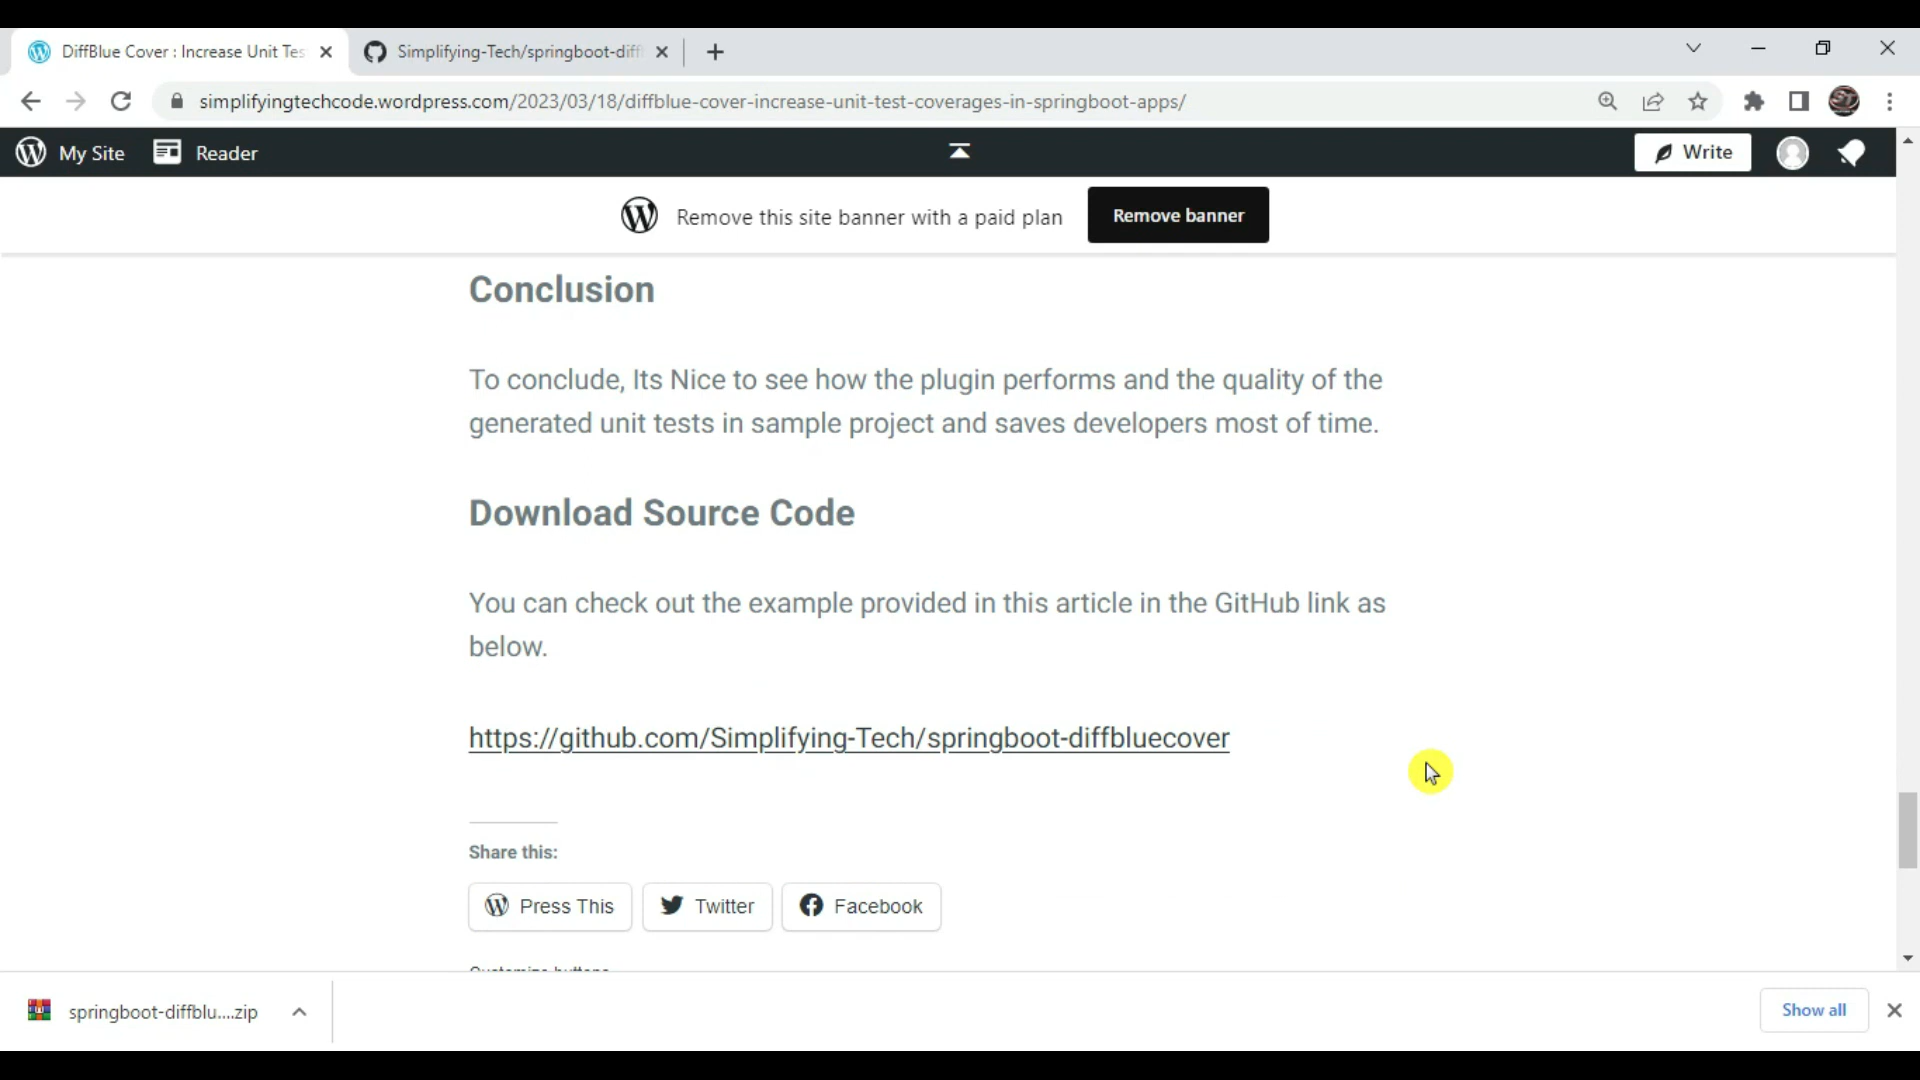 DiffBlue Cover : Increase Unit Tes
Simplifying-Tech/springboot-diff
simplifyingtechcode.wordpress.com/2023/03/18/diffblue-cover-increase-unit-test-coverages-in-springboot-apps/
My Site
Reader
Write
Remove this site banner with a paid plan
Remove banner
Conclusion
To conclude, Its Nice to see how the plugin performs and the quality of the
generated unit tests in sample project and saves developers most of time.
Download Source Code
You can check out the example provided in this article in the GitHub link as
below.
https://github.com/Simplifying-Tech/springboot-diffbluecover
Share this:
Press This
Twitter
Facebook
Customize buttons
springboot-diffblu....zip
Show all